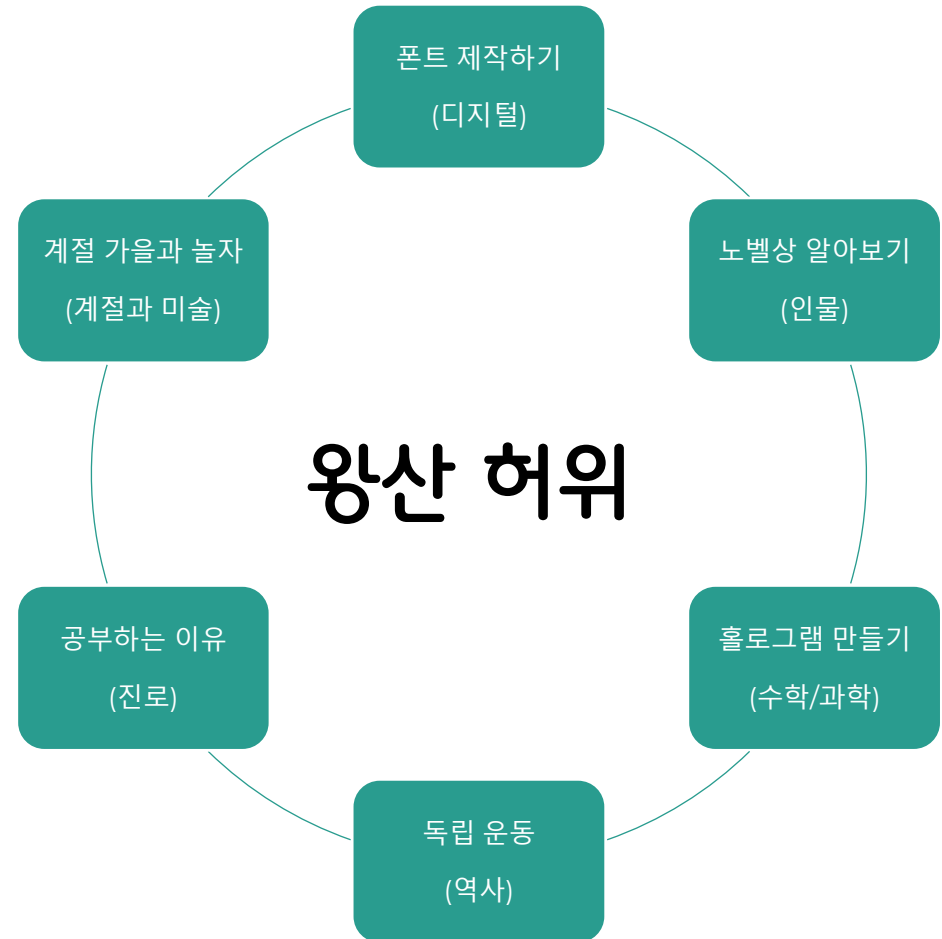 폰트 제작하기
(디지털)
노벨상 알아보기
(인물)
홀로그램 만들기
(수학/과학)
독립 운동
(역사)
공부하는 이유
(진로)
계절 가을과 놀자
(계절과 미술)
왕산 허위